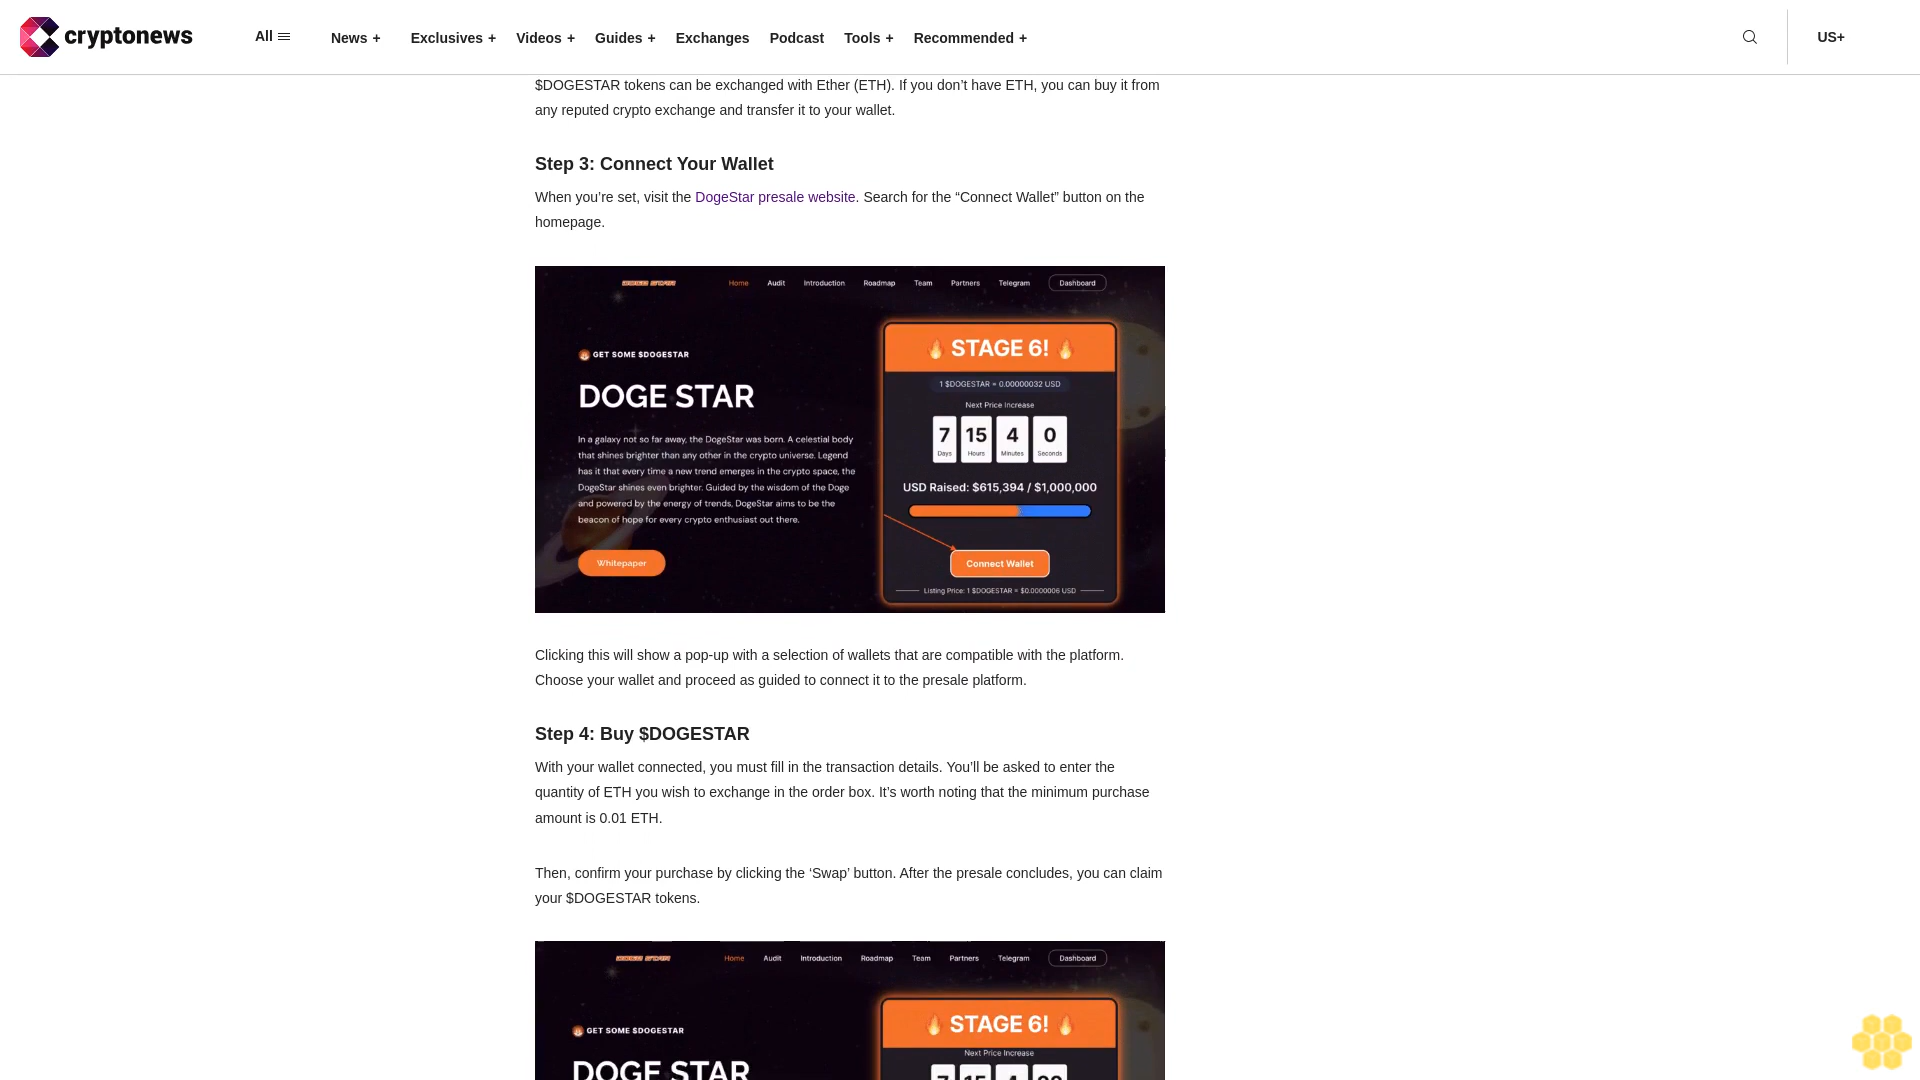 cryptonews
All
News +
Exclusives +
Videos +
Guides +
Exchanges
Podcast
Tools +
Recommended +
US+
$DOGESTAR tokens can be exchanged with Ether (ETH). If you don’t have ETH, you can buy it from
any reputed crypto exchange and transfer it to your wallet.
Step 3: Connect Your Wallet
When you’re set, visit the DogeStar presale website. Search for the “Connect Wallet” button on the
homepage.
DOGE STAR
Home
Audit
Introduction
Roadmap
Team
Partners
Telegram
Dashboard
GET SOME $DOGESTAR
DOGE STAR
In a galaxy not so far away, the DogeStar was born. A celestial body
that shines brighter than any other in the crypto universe. Legend
has it that every time a new trend emerges in the crypto space, the
DogeStar shines even brighter. Guided by the wisdom of the Doge
and powered by the energy of trends, DogeStar aims to be the
beacon of hope for every crypto enthusiast out there.
Whitepaper
STAGE 6!
1 $DOGESTAR = 0.00000032 USD
Next Price Increase
7 15 4 0
Days Hours Minutes Seconds
USD Raised: $615,394 / $1,000,000
Connect Wallet
Listing Price: 1 $DOGESTAR = $0.0000006 USD
Clicking this will show a pop-up with a selection of wallets that are compatible with the platform.
Choose your wallet and proceed as guided to connect it to the presale platform.
Step 4: Buy $DOGESTAR
With your wallet connected, you must fill in the transaction details. You’ll be asked to enter the
quantity of ETH you wish to exchange in the order box. It’s worth noting that the minimum purchase
amount is 0.01 ETH.
Then, confirm your purchase by clicking the ‘Swap’ button. After the presale concludes, you can claim
your $DOGESTAR tokens.
DOGE STAR
Home
Audit
Introduction
Roadmap
Team
Partners
Telegram
Dashboard
GET SOME $DOGESTAR
DOGE STAR
STAGE 6!
Next Price Increase
7 15 4